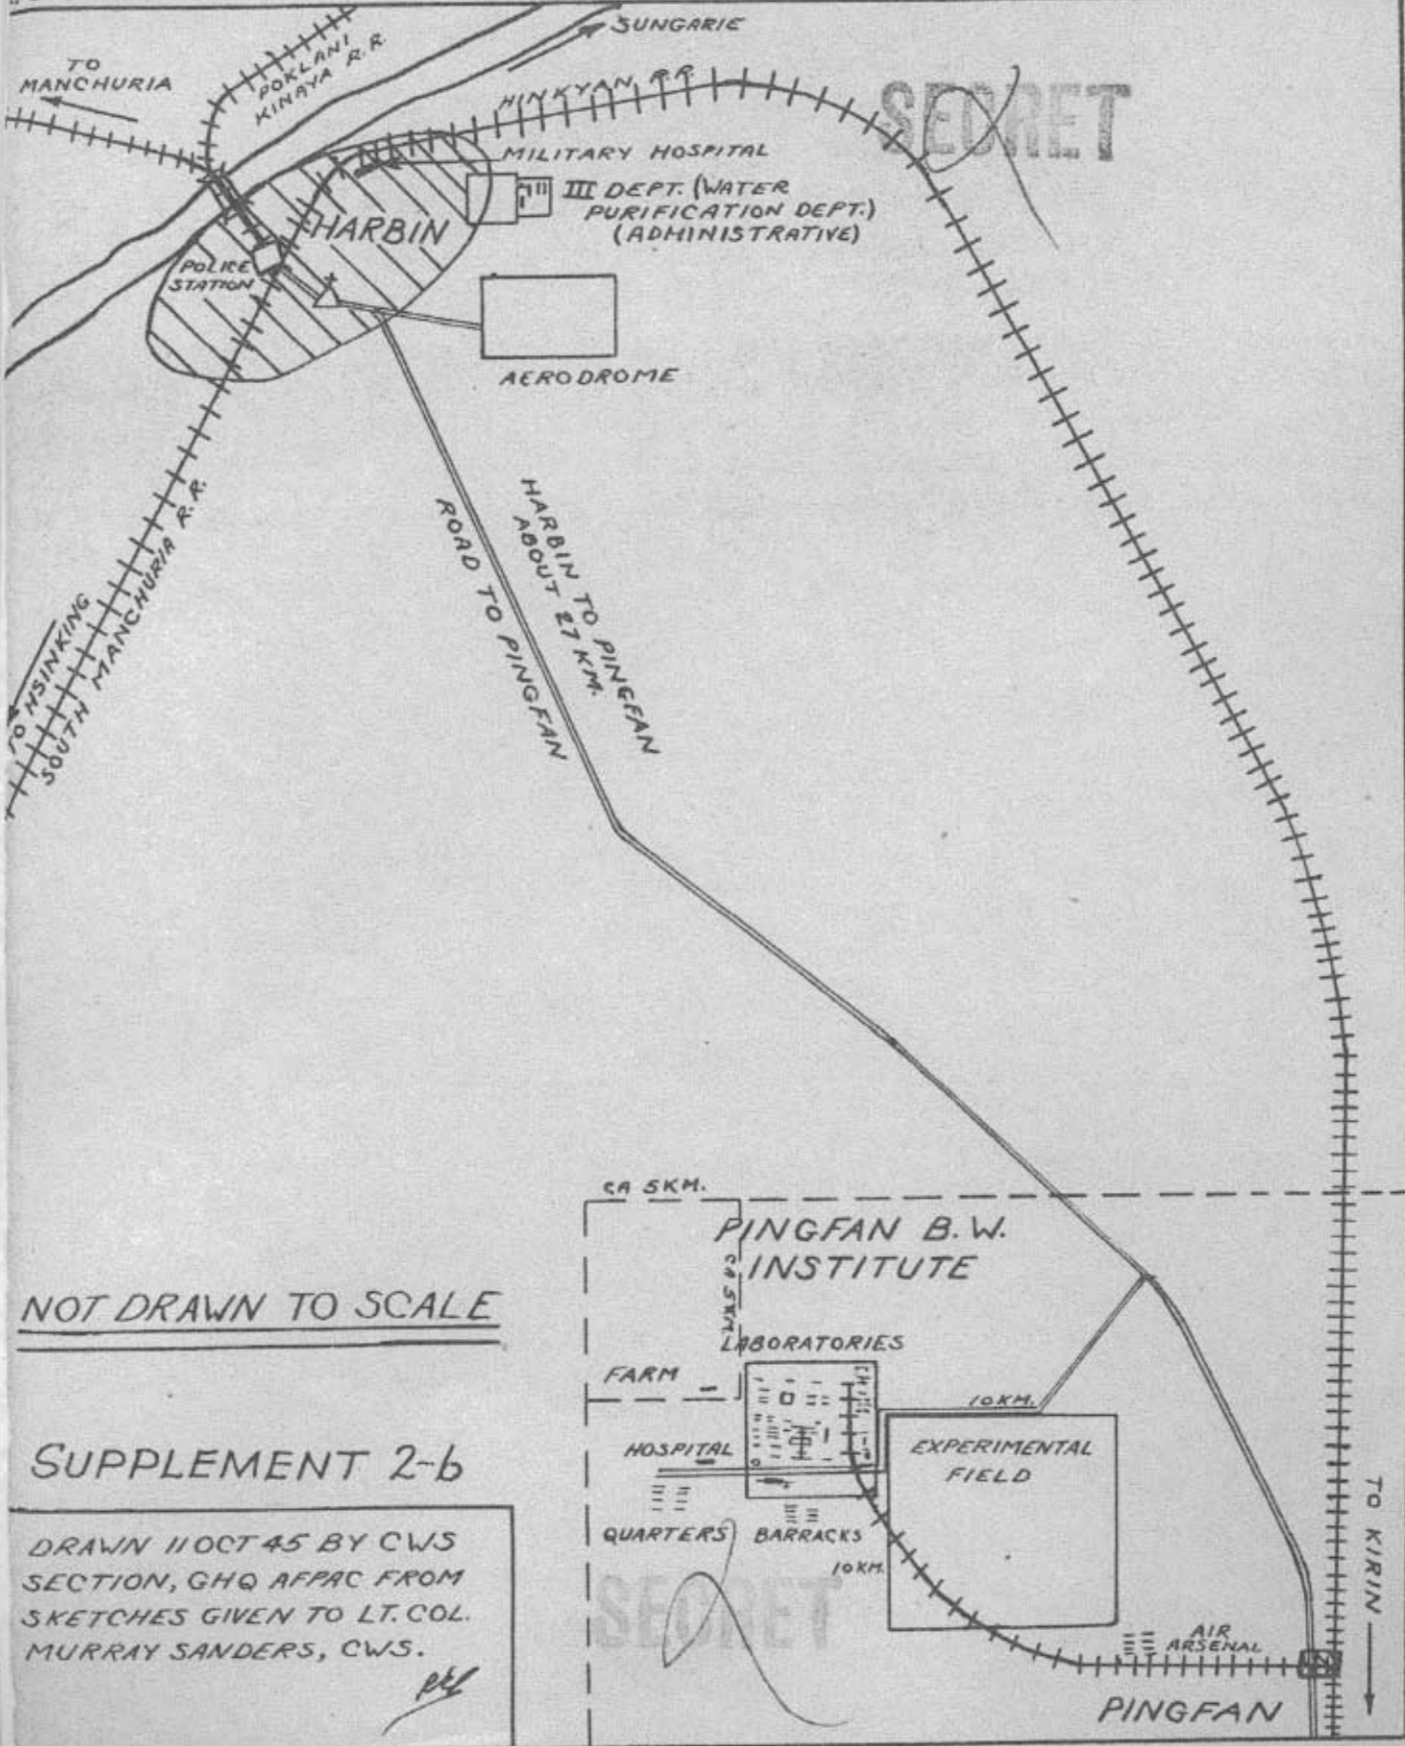 SUNGARIE
TO
MANCHURIA
POKLANI
KINAYA R.R.
HINKYAN R.R.
SECRET
MILITARY HOSPITAL
III DEPT. (WATER
PURIFICATION DEPT.)
(ADMINISTRATIVE)
HARBIN
POLICE
STATION
AERODROME
HARBIN TO PINGFAN
ABOUT 27 KM.
ROAD TO PINGFAN
TO HSINKING
SOUTH MANCHURIA R.R.
CA 5KM.
PINGFAN B.W.
INSTITUTE
CA 5KM.
NOT DRAWN TO SCALE
LABORATORIES
FARM
10KM.
HOSPITAL
EXPERIMENTAL
FIELD
SUPPLEMENT 2-b
QUARTERS
BARRACKS
10KM.
TO KIRIN
SECRET
DRAWN 11 OCT 45 BY CWS
SECTION, GHQ AFPAC FROM
SKETCHES GIVEN TO LT. COL.
MURRAY SANDERS, CWS.
AIR
ARSENAL
PINGFAN